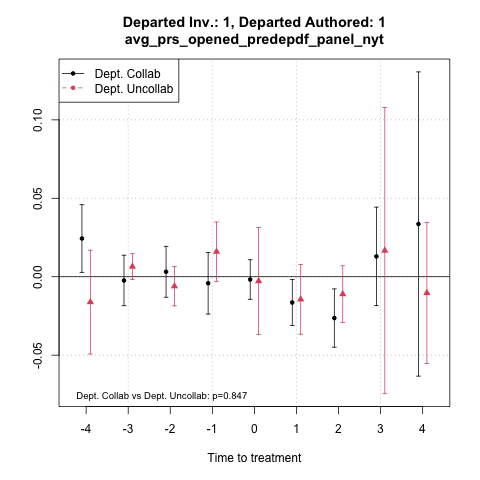 Departed Inv.: 1, Departed Authored: 1
avg_prs_opened_predepdf_panel_nyt
Dept. Collab
Dept. Uncollab
0.10
0.05
0.00
-0.05
Dept. Collab vs Dept. Uncollab: p=0.847
-4 -3 -2 -1 0 1 2 3 4
Time to treatment